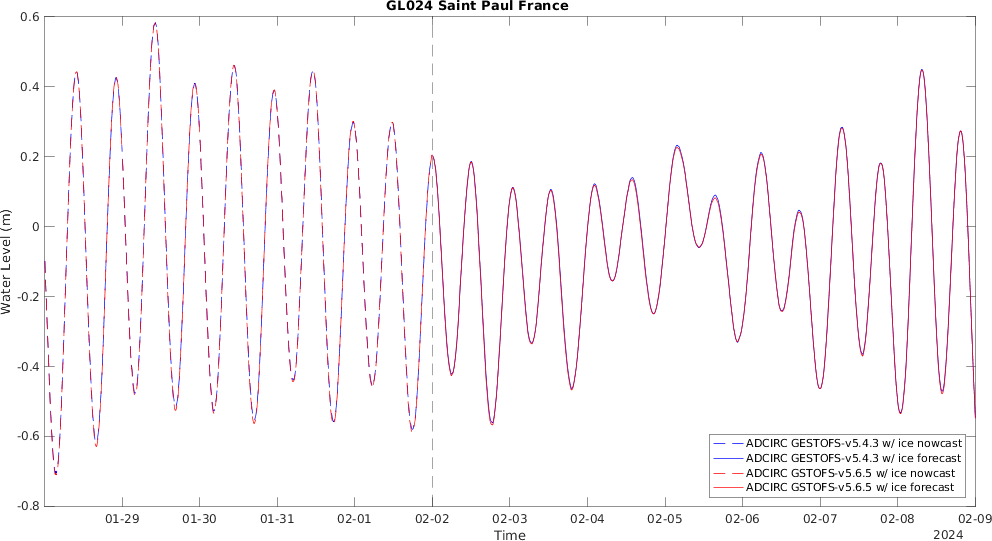 GL024 Saint Paul France
0.6
0.4
0.2
0
-0.2
-0.4
-0.6
-0.8
Water Level (m)
ADCIRC GESTOFS-v5.4.3 w/ ice nowcast
ADCIRC GESTOFS-v5.4.3 w/ ice forecast
ADCIRC GSTOFS-v5.6.5 w/ ice nowcast
ADCIRC GSTOFS-v5.6.5 w/ ice forecast
01-29 01-30 01-31 02-01 02-02 02-03 02-04 02-05 02-06 02-07 02-08 02-09
Time
2024